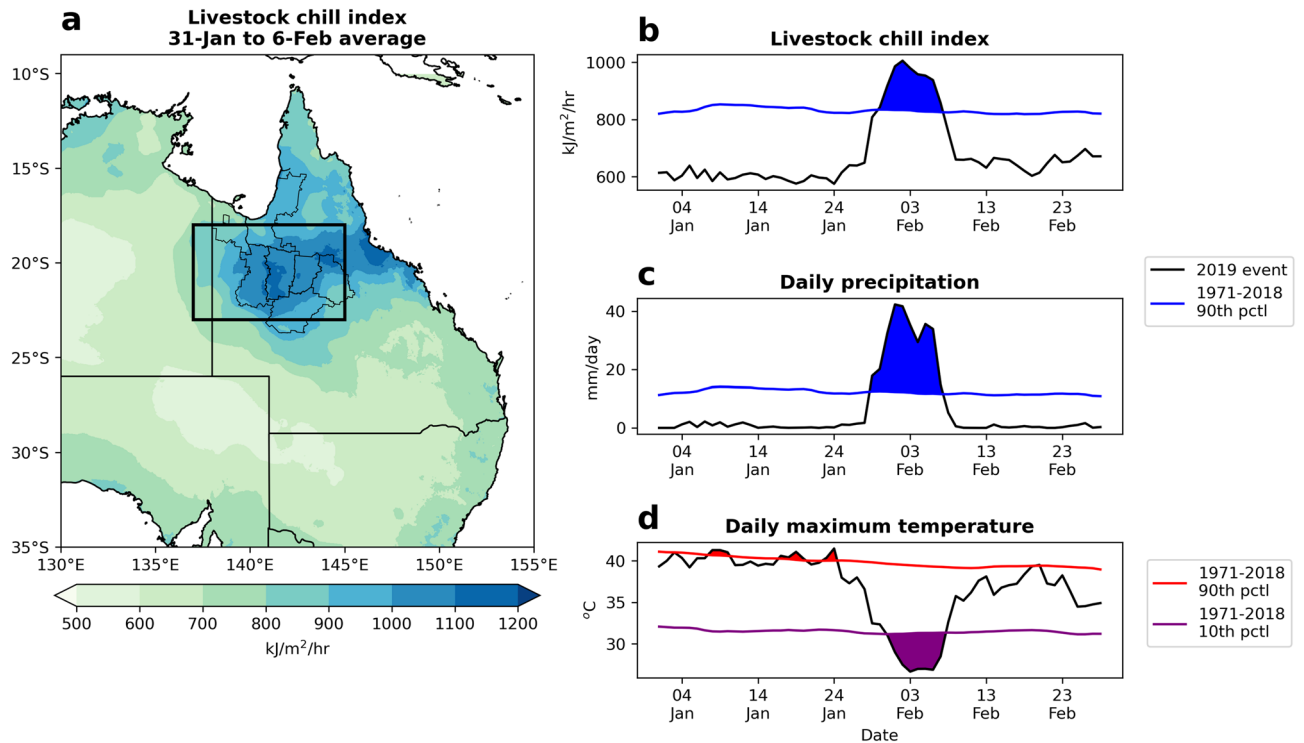 a
Livestock chill index
31-Jan to 6-Feb average
10°S
15°S
20°S
25°S
30°S
35°S
130°E
135°E
140°E
145°E
150°E
155°E
500
600
700
800
900
1000
1100
1200
kJ/m²/hr
b
Livestock chill index
1000
800
600
kJ/m²/hr
04 14 24 03 13 23
Jan Jan Jan Feb Feb Feb
c
Daily precipitation
40
20
0
mm/day
04 14 24 03 13 23
Jan Jan Jan Feb Feb Feb
2019 event
1971-2018
90th pctl
d
Daily maximum temperature
40
35
30
°C
04 14 24 03 13 23
Jan Jan Jan Feb Feb Feb
Date
1971-2018
90th pctl
1971-2018
10th pctl